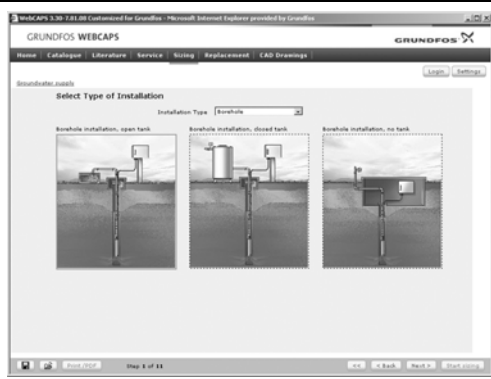 WebCAPS 3.30-7.01.00 Customized for Grundfos - Microsoft Internet Explorer provided by Grundfos
GRUNDFOS WEBCAPS
GRUNDFOS
Home Catalogue Literature Service Sizing Replacement CAD Drawings
Login Settings
Groundwater supply
Select Type of Installation
Installation Type Borehole
Borehole installation, open tank Borehole installation, closed tank Borehole installation, no tank
Print/PDF Step 1 of 11 << < Back Next > Start sizing